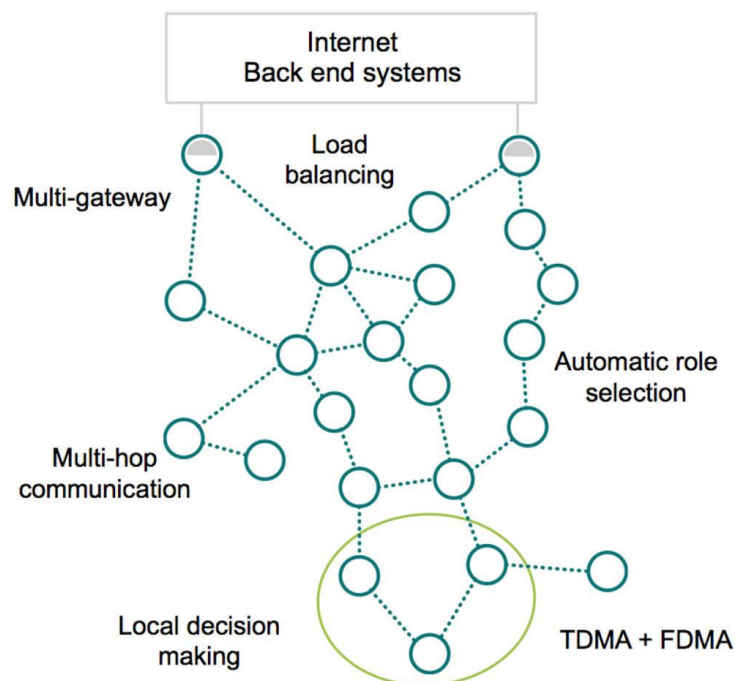 Internet
Back end systems
Load
balancing
Multi-gateway
Automatic role
selection
Multi-hop
communication
Local decision
making
TDMA + FDMA